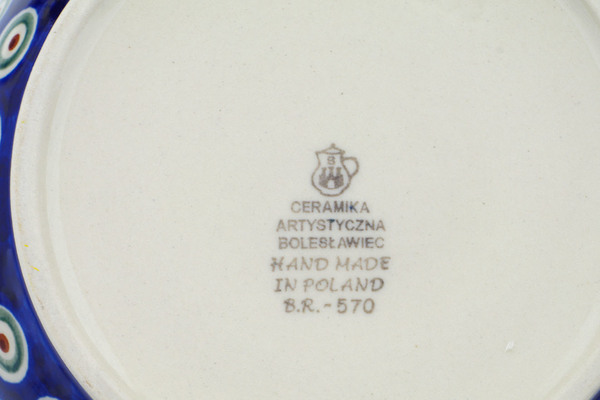 B
CERAMIKA
ARTYSTYCZNA
BOLESŁAWIEC
HAND MADE
IN POLAND
B.R.-570